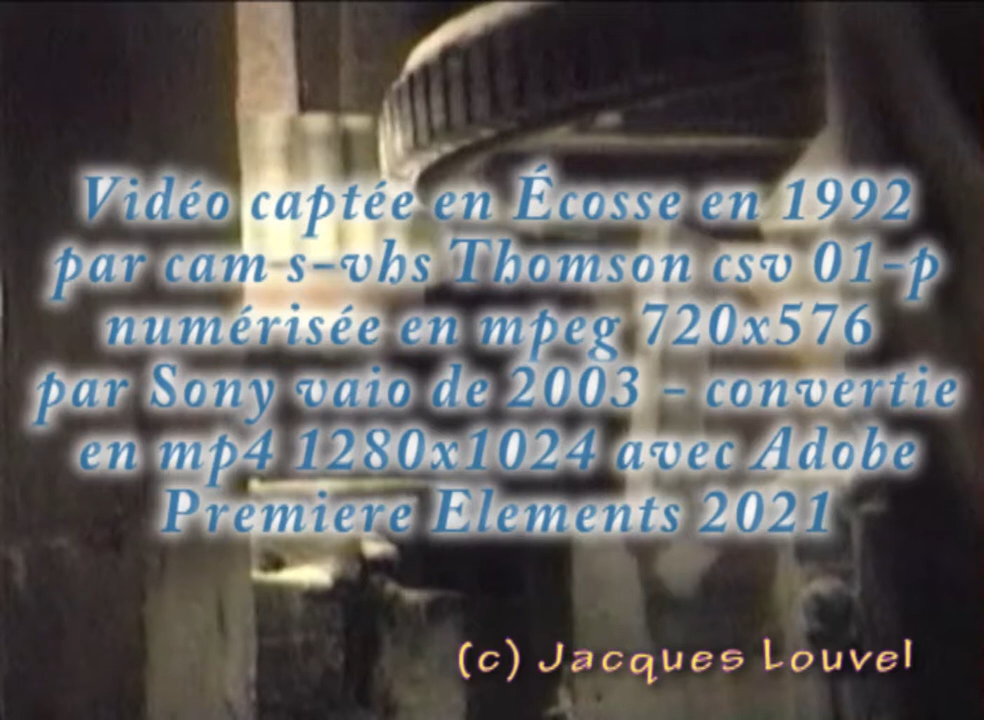 Vidéo captée en Écosse en 1992
par cam s-vhs Thomson csv 01-p
numérisée en mpeg 720x576
par Sony vaio de 2003 - convertie
en mp4 1280x1024 avec Adobe
Premiere Elements 2021
(c) Jacques Louvel